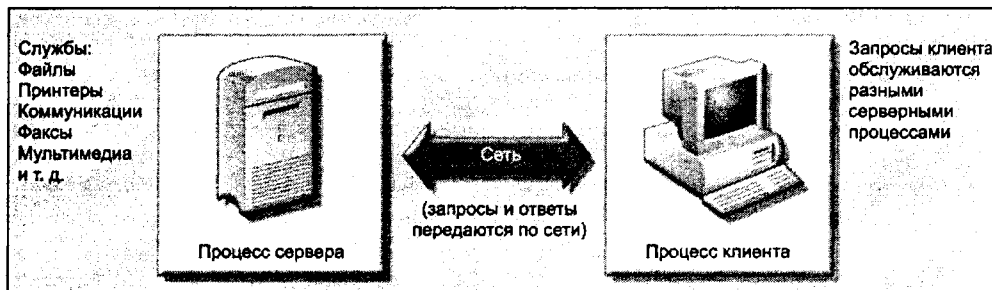 Службы:
Файлы
Принтеры
Коммуникации
Факсы
Мультимедиа
и т. д.
Процесс сервера
Сеть
(запросы и ответы
передаются по сети)
Процесс клиента
Запросы клиента
обслуживаются
разными
серверными
процессами